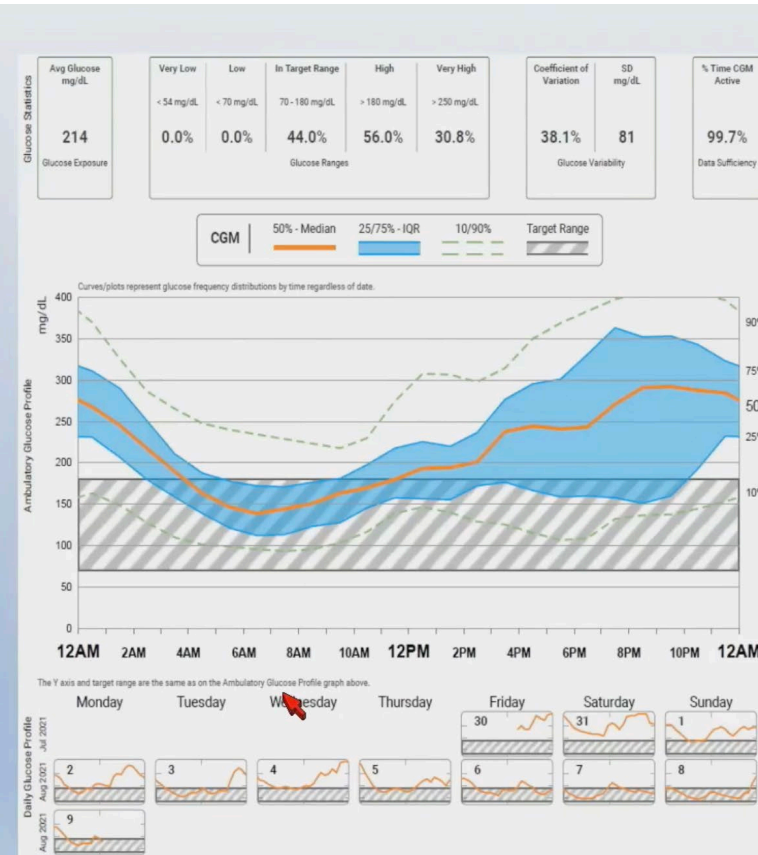 Glucose Statistics
Avg Glucose
mg/dL
214
Glucose Exposure
Very Low Low In Target Range High Very High
< 54 mg/dL < 70 mg/dL 70 - 180 mg/dL > 180 mg/dL > 250 mg/dL
0.0% 0.0% 44.0% 56.0% 30.8%
Glucose Ranges
Coefficient of SD
Variation mg/dL
38.1% 81
Glucose Variability
% Time CGM
Active
99.7%
Data Sufficiency
CGM 50% - Median 25/75% - IQR 10/90% Target Range
Curves/plots represent glucose frequency distributions by time regardless of date.
Ambulatory Glucose Profile
mg/dL
400
350
300
250
200
150
100
50
0
90%
75%
50
25%
10%
12AM 2AM 4AM 6AM 8AM 10AM 12PM 2PM 4PM 6PM 8PM 10PM 12AM
The Y axis and target range are the same as on the Ambulatory Glucose Profile graph above.
Daily Glucose Profile
Monday Tuesday Wednesday Thursday Friday Saturday Sunday
Jul 2021
30 31 1
Aug 2021
2 3 4 5 6 7 8
Aug 2021
9